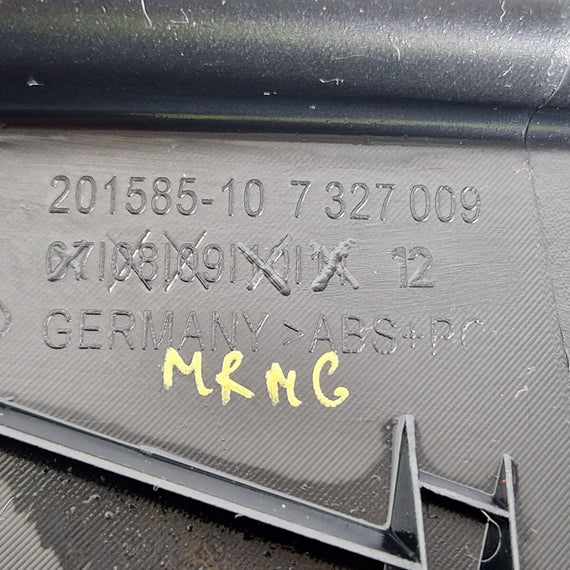 201585-10 7 327 009
07|08|09|10|11 12
GERMANY >ABS+PC
MRMG